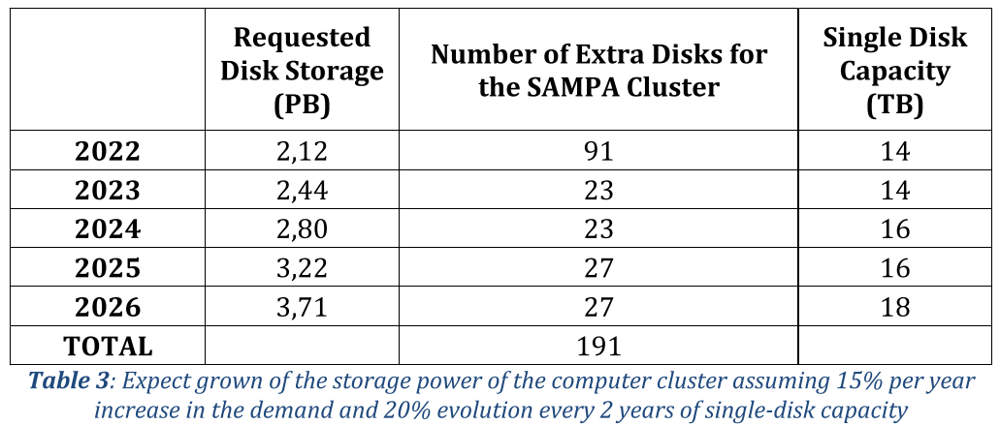 Requested Disk Storage (PB) | Number of Extra Disks for the SAMPA Cluster | Single Disk Capacity (TB)
2022 | 2,12 | 91 | 14
2023 | 2,44 | 23 | 14
2024 | 2,80 | 23 | 16
2025 | 3,22 | 27 | 16
2026 | 3,71 | 27 | 18
TOTAL | 191
Table 3: Expect grown of the storage power of the computer cluster assuming 15% per year
increase in the demand and 20% evolution every 2 years of single-disk capacity